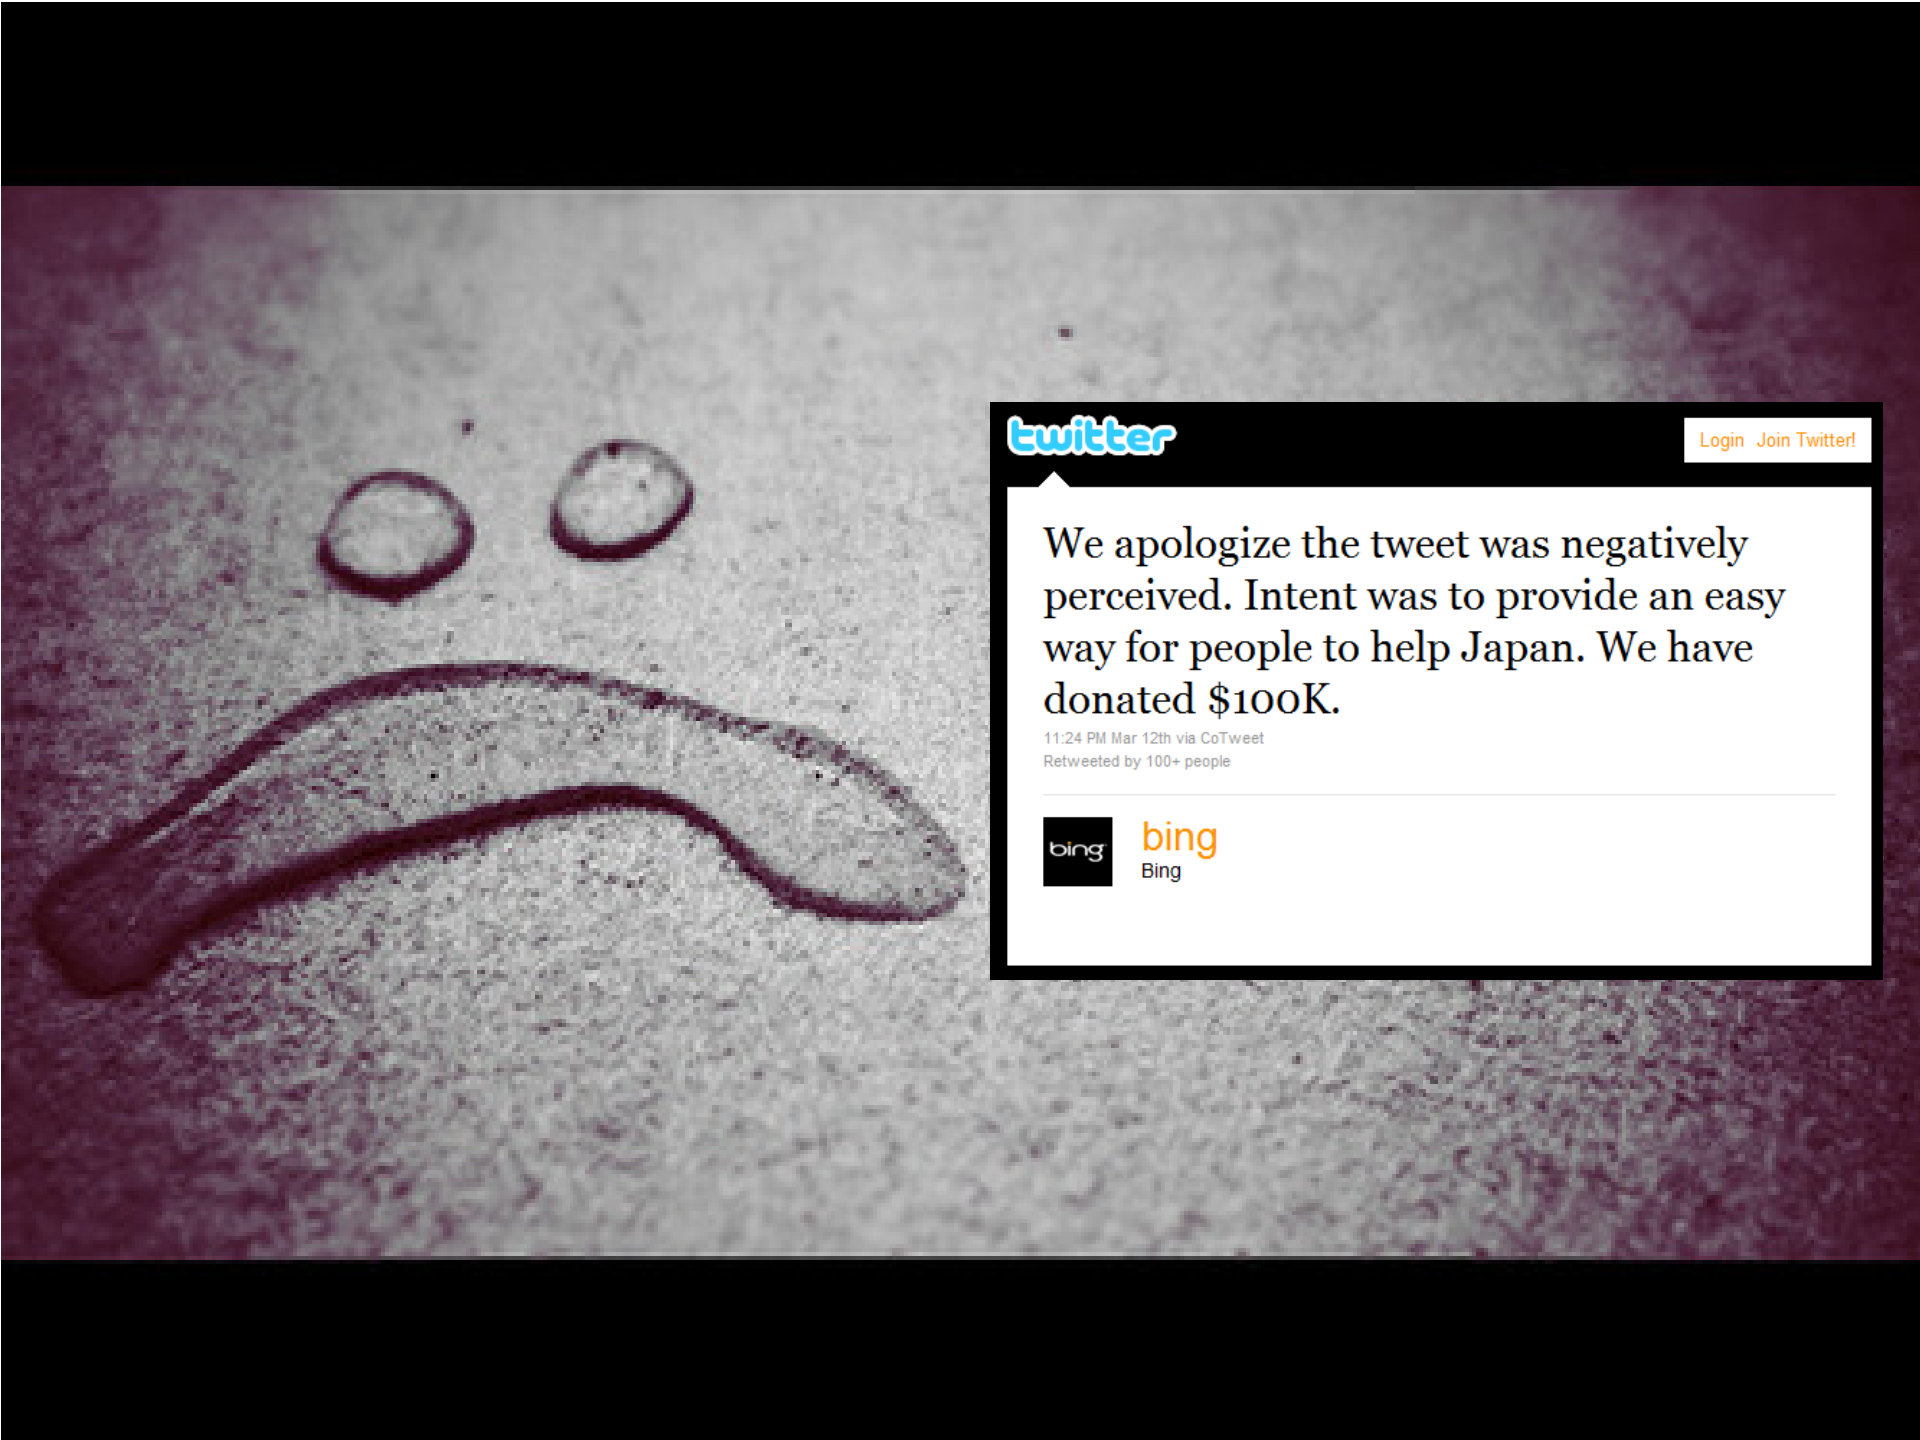 twitter
Login Join Twitter!
We apologize the tweet was negatively
perceived. Intent was to provide an easy
way for people to help Japan. We have
donated $100K.
11:24 PM Mar 12th via CoTweet
Retweeted by 100+ people
bing
bing
Bing